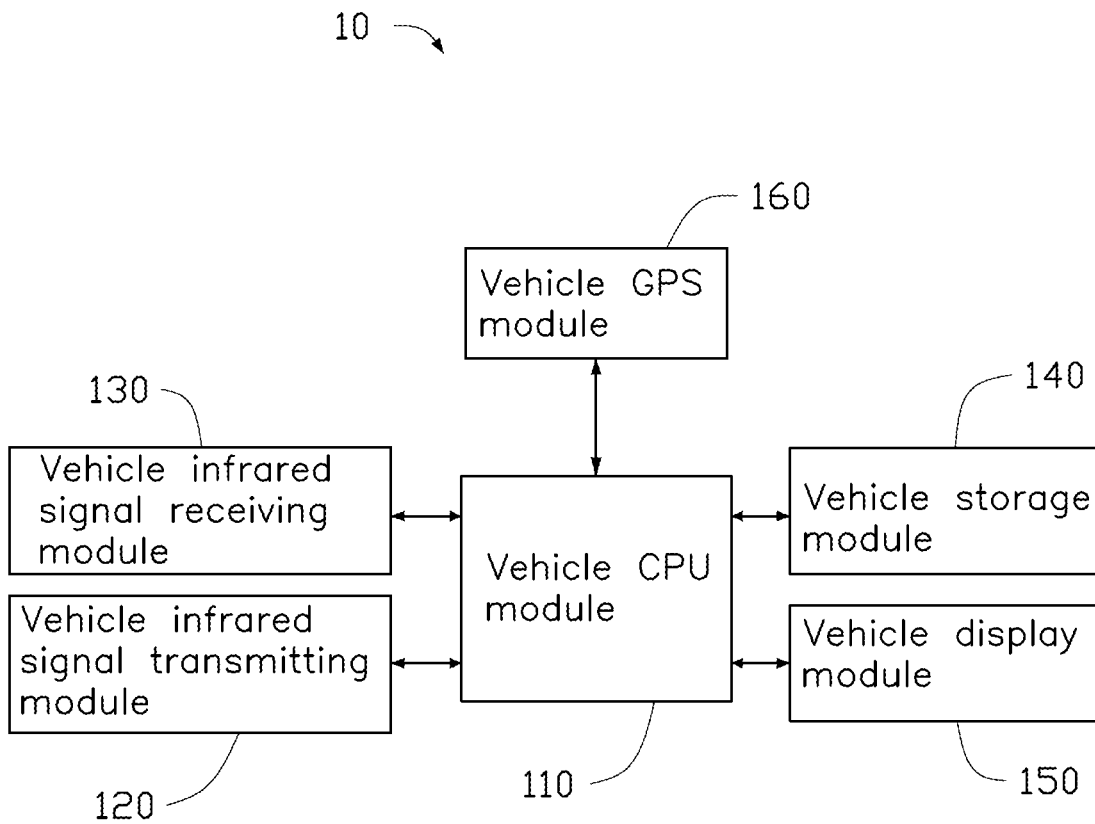 10
160
Vehicle GPS
module
130
140
Vehicle infrared
signal receiving
module
Vehicle storage
module
Vehicle CPU
module
Vehicle infrared
signal transmitting
module
Vehicle display
module
120
110
150